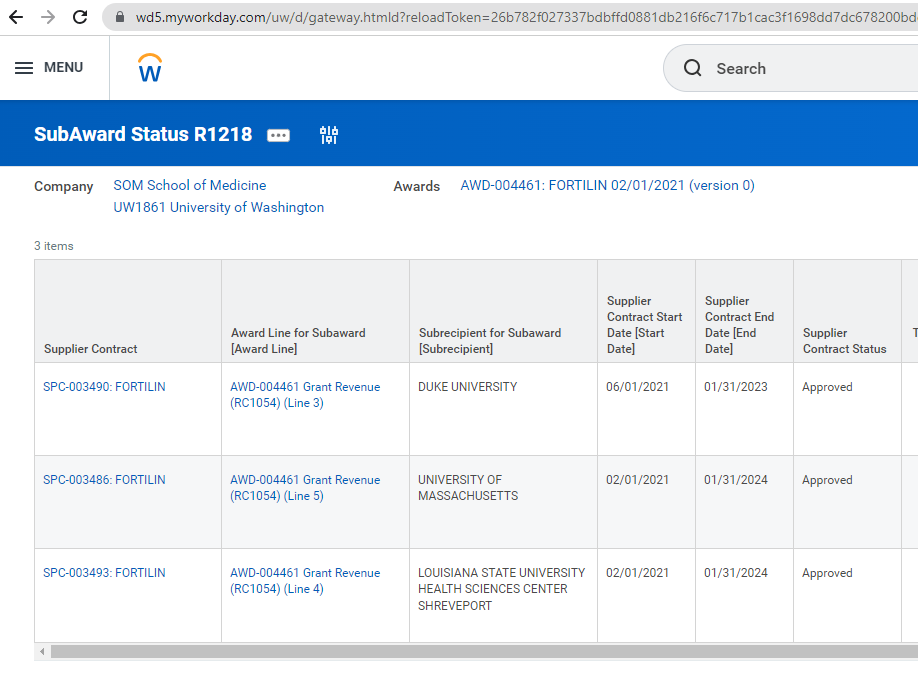 wd5.myworkday.com/uw/d/gateway.htmld?reloadToken=26b782f027337bdbffd0881db216f6c717b1cac3f1698dd7dc678200bd
MENU
W
Search
SubAward Status R1218
Company
SOM School of Medicine
UW1861 University of Washington
Awards
AWD-004461: FORTILIN 02/01/2021 (version 0)
3 items
Supplier Contract
Award Line for Subaward
[Award Line]
Subrecipient for Subaward
[Subrecipient]
Supplier
Contract Start
Date [Start
Date]
Supplier
Contract End
Date [End
Date]
Supplier
Contract Status
T
SPC-003490: FORTILIN
AWD-004461 Grant Revenue
(RC1054) (Line 3)
DUKE UNIVERSITY
06/01/2021
01/31/2023
Approved
SPC-003486: FORTILIN
AWD-004461 Grant Revenue
(RC1054) (Line 5)
UNIVERSITY OF
MASSACHUSETTS
02/01/2021
01/31/2024
Approved
SPC-003493: FORTILIN
AWD-004461 Grant Revenue
(RC1054) (Line 4)
LOUISIANA STATE UNIVERSITY
HEALTH SCIENCES CENTER
SHREVEPORT
02/01/2021
01/31/2024
Approved